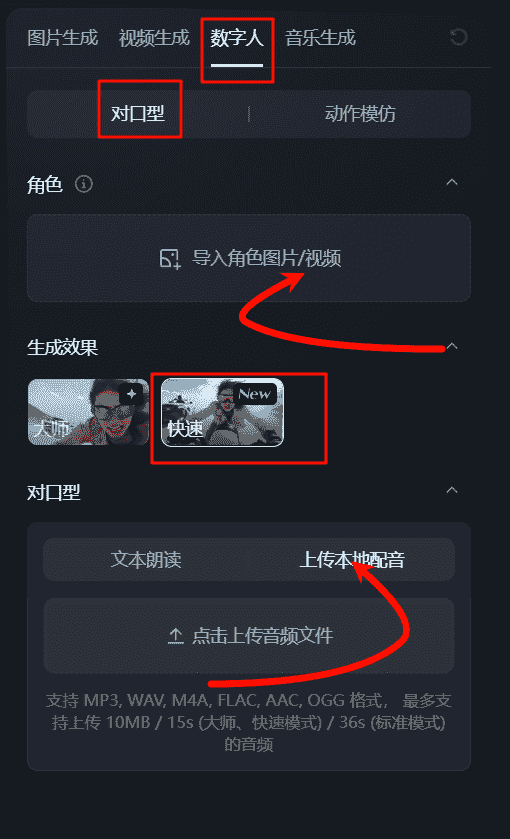 图片生成 视频生成 数字人 音乐生成
对口型 动作模仿
角色
导入角色图片/视频
生成效果
大师 快速 New
对口型
文本朗读 上传本地配音
点击上传音频文件
支持 MP3, WAV, M4A, FLAC, AAC, OGG 格式， 最多支
持上传 10MB / 15s (大师、快速模式) / 36s (标准模式)
的音频